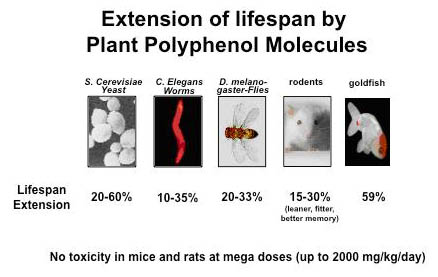 Extension of lifespan by
Plant Polyphenol Molecules
S. Cerevisiae
Yeast
C. Elegans
Worms
D. melano-
gaster-Flies
rodents
goldfish
Lifespan
Extension
20-60%
10-35%
20-33%
15-30%
(leaner, fitter,
better memory)
59%
No toxicity in mice and rats at mega doses (up to 2000 mg/kg/day)